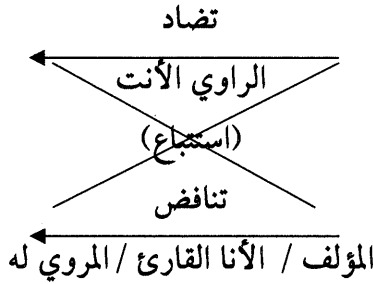 تضاد
الراوي الأنت
(استتباع)
تنافض
المؤلف / الأنا القارئ / المروي له